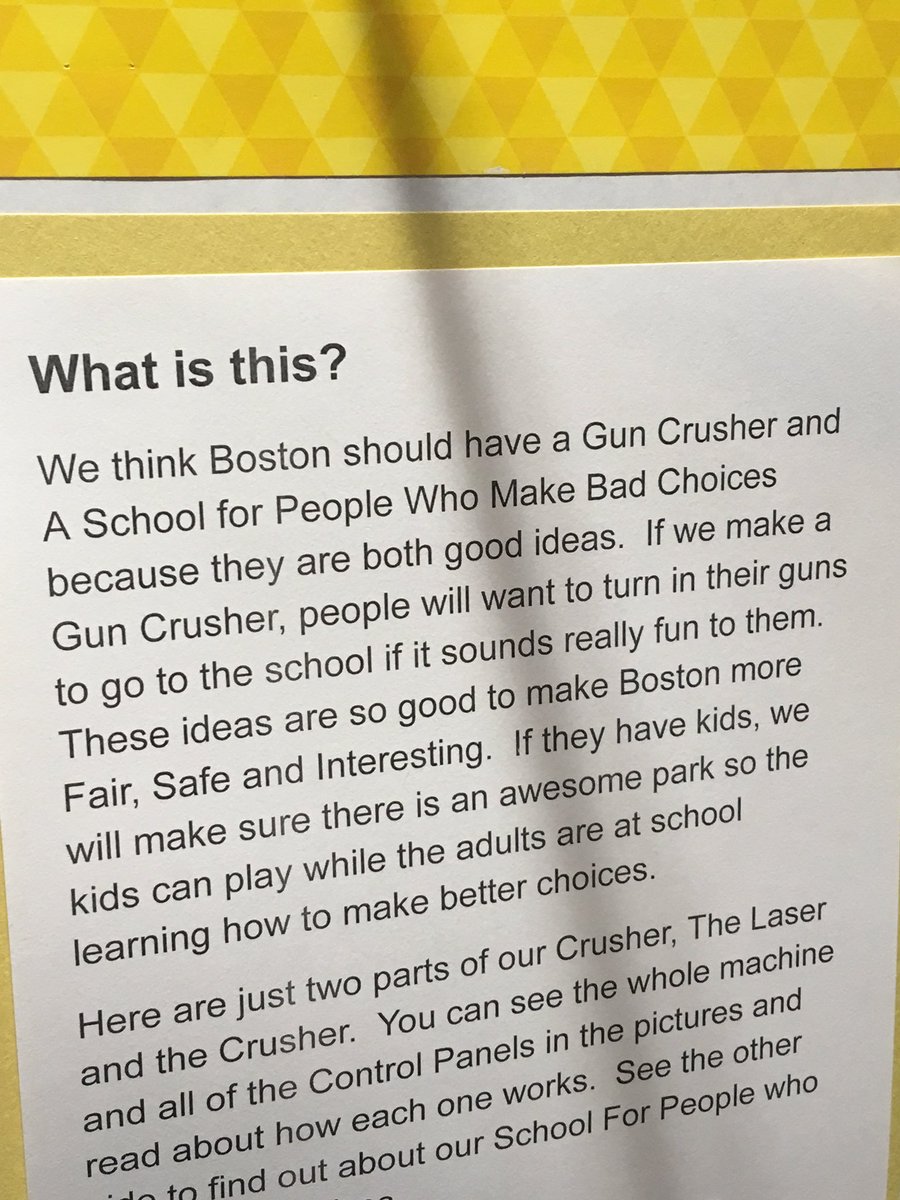 What is this?
We think Boston should have a Gun Crusher and
A School for People Who Make Bad Choices
because they are both good ideas.  If we make a
Gun Crusher, people will want to turn in their guns
to go to the school if it sounds really fun to them.
These ideas are so good to make Boston more
Fair, Safe and Interesting.  If they have kids, we
will make sure there is an awesome park so the
kids can play while the adults are at school
learning how to make better choices.
Here are just two parts of our Crusher, The Laser
and the Crusher.  You can see the whole machine
and all of the Control Panels in the pictures and
read about how each one works.  See the other
to find out about our School For People who